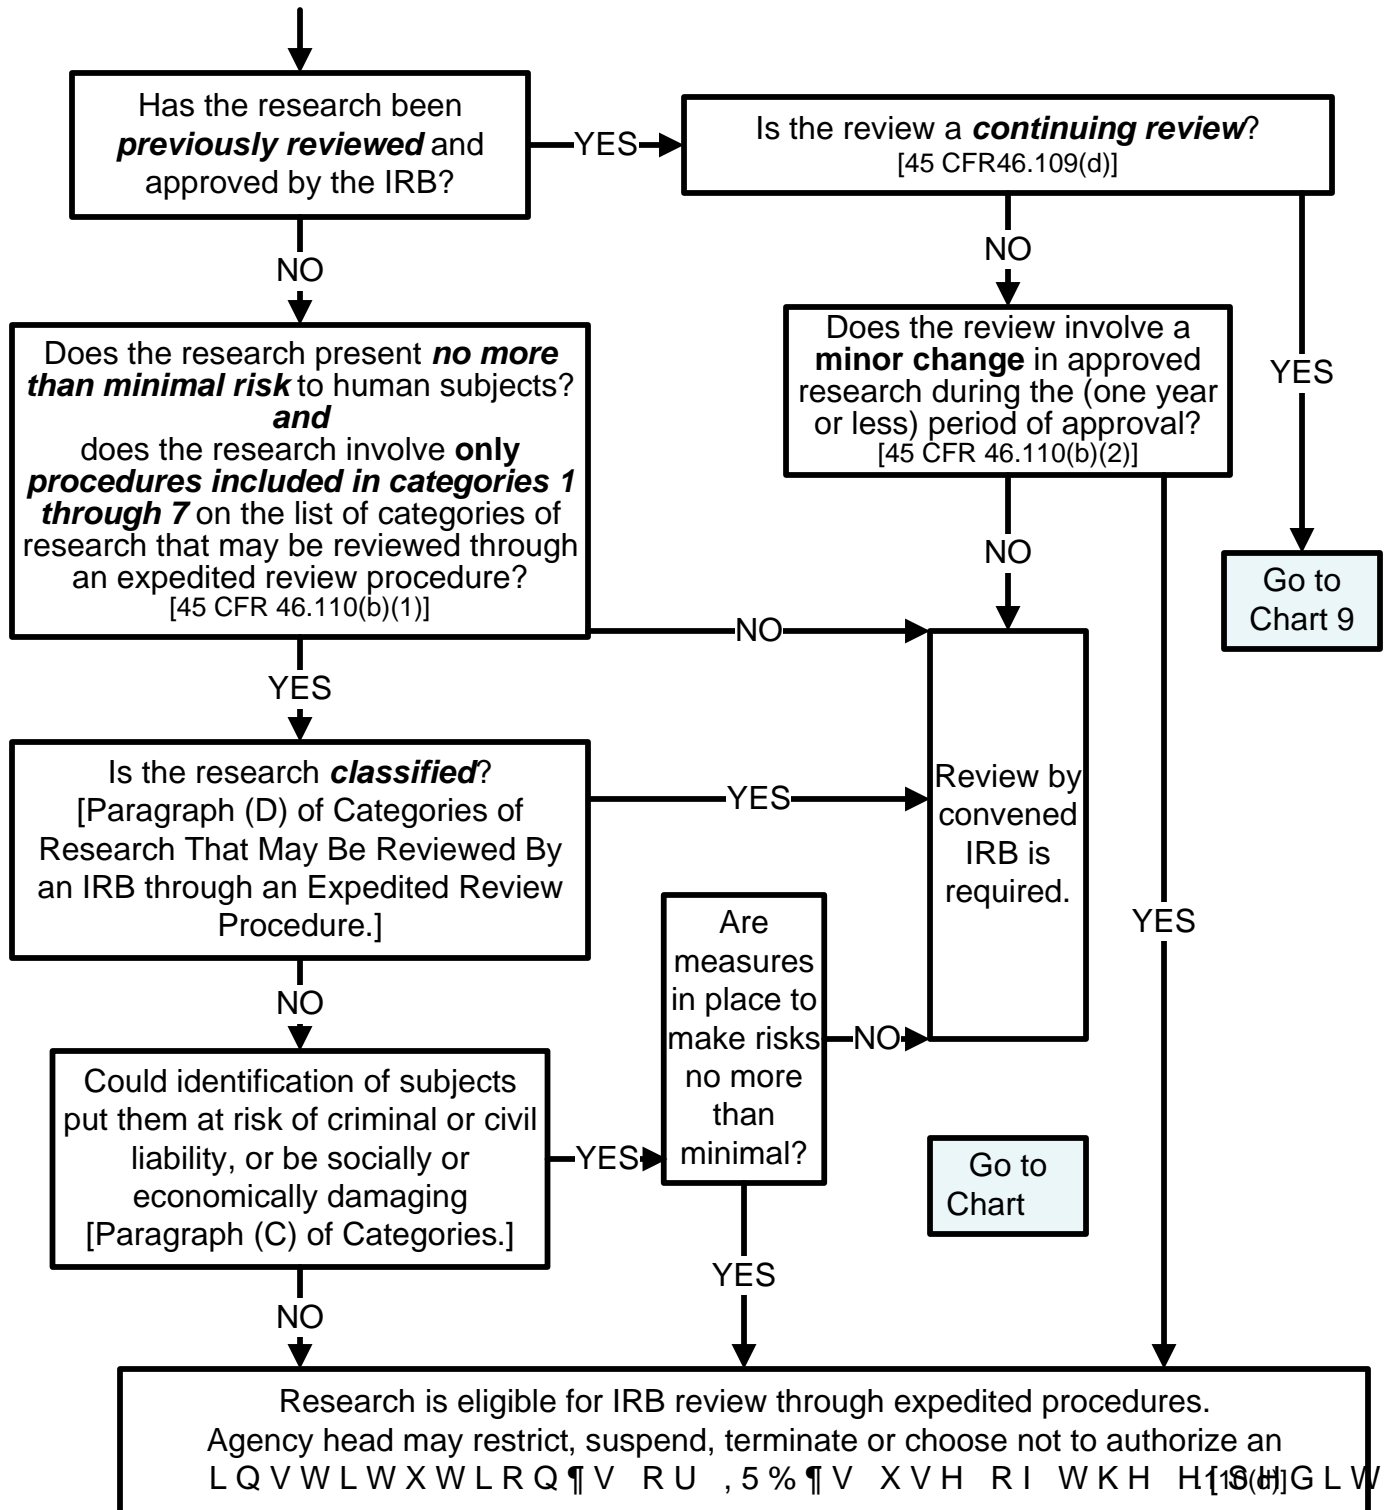 Has the research been
previously reviewed and
approved by the IRB?
YES
Is the review a continuing review?
[45 CFR46.109(d)]
NO
NO
YES
Does the research present no more
than minimal risk to human subjects?
and
does the research involve only
procedures included in categories 1
through 7 on the list of categories of
research that may be reviewed through
an expedited review procedure?
[45 CFR 46.110(b)(1)]
Does the review involve a
minor change in approved
research during the (one year
or less) period of approval?
[45 CFR 46.110(b)(2)]
NO
Go to
Chart 9
NO
YES
Is the research classified?
[Paragraph (D) of Categories of
Research That May Be Reviewed By
an IRB through an Expedited Review
Procedure.]
YES
Review by
convened
IRB is
required.
YES
NO
Are
measures
in place to
make risks
no more
than
minimal?
NO
Could identification of subjects
put them at risk of criminal or civil
liability, or be socially or
economically damaging
[Paragraph (C) of Categories.]
YES
Go to
Chart
YES
NO
Research is eligible for IRB review through expedited procedures.
Agency head may restrict, suspend, terminate or choose not to authorize an
L Q V W L W X W L R Q ¶ V R U , 5 % ¶ V X V H R I W K H